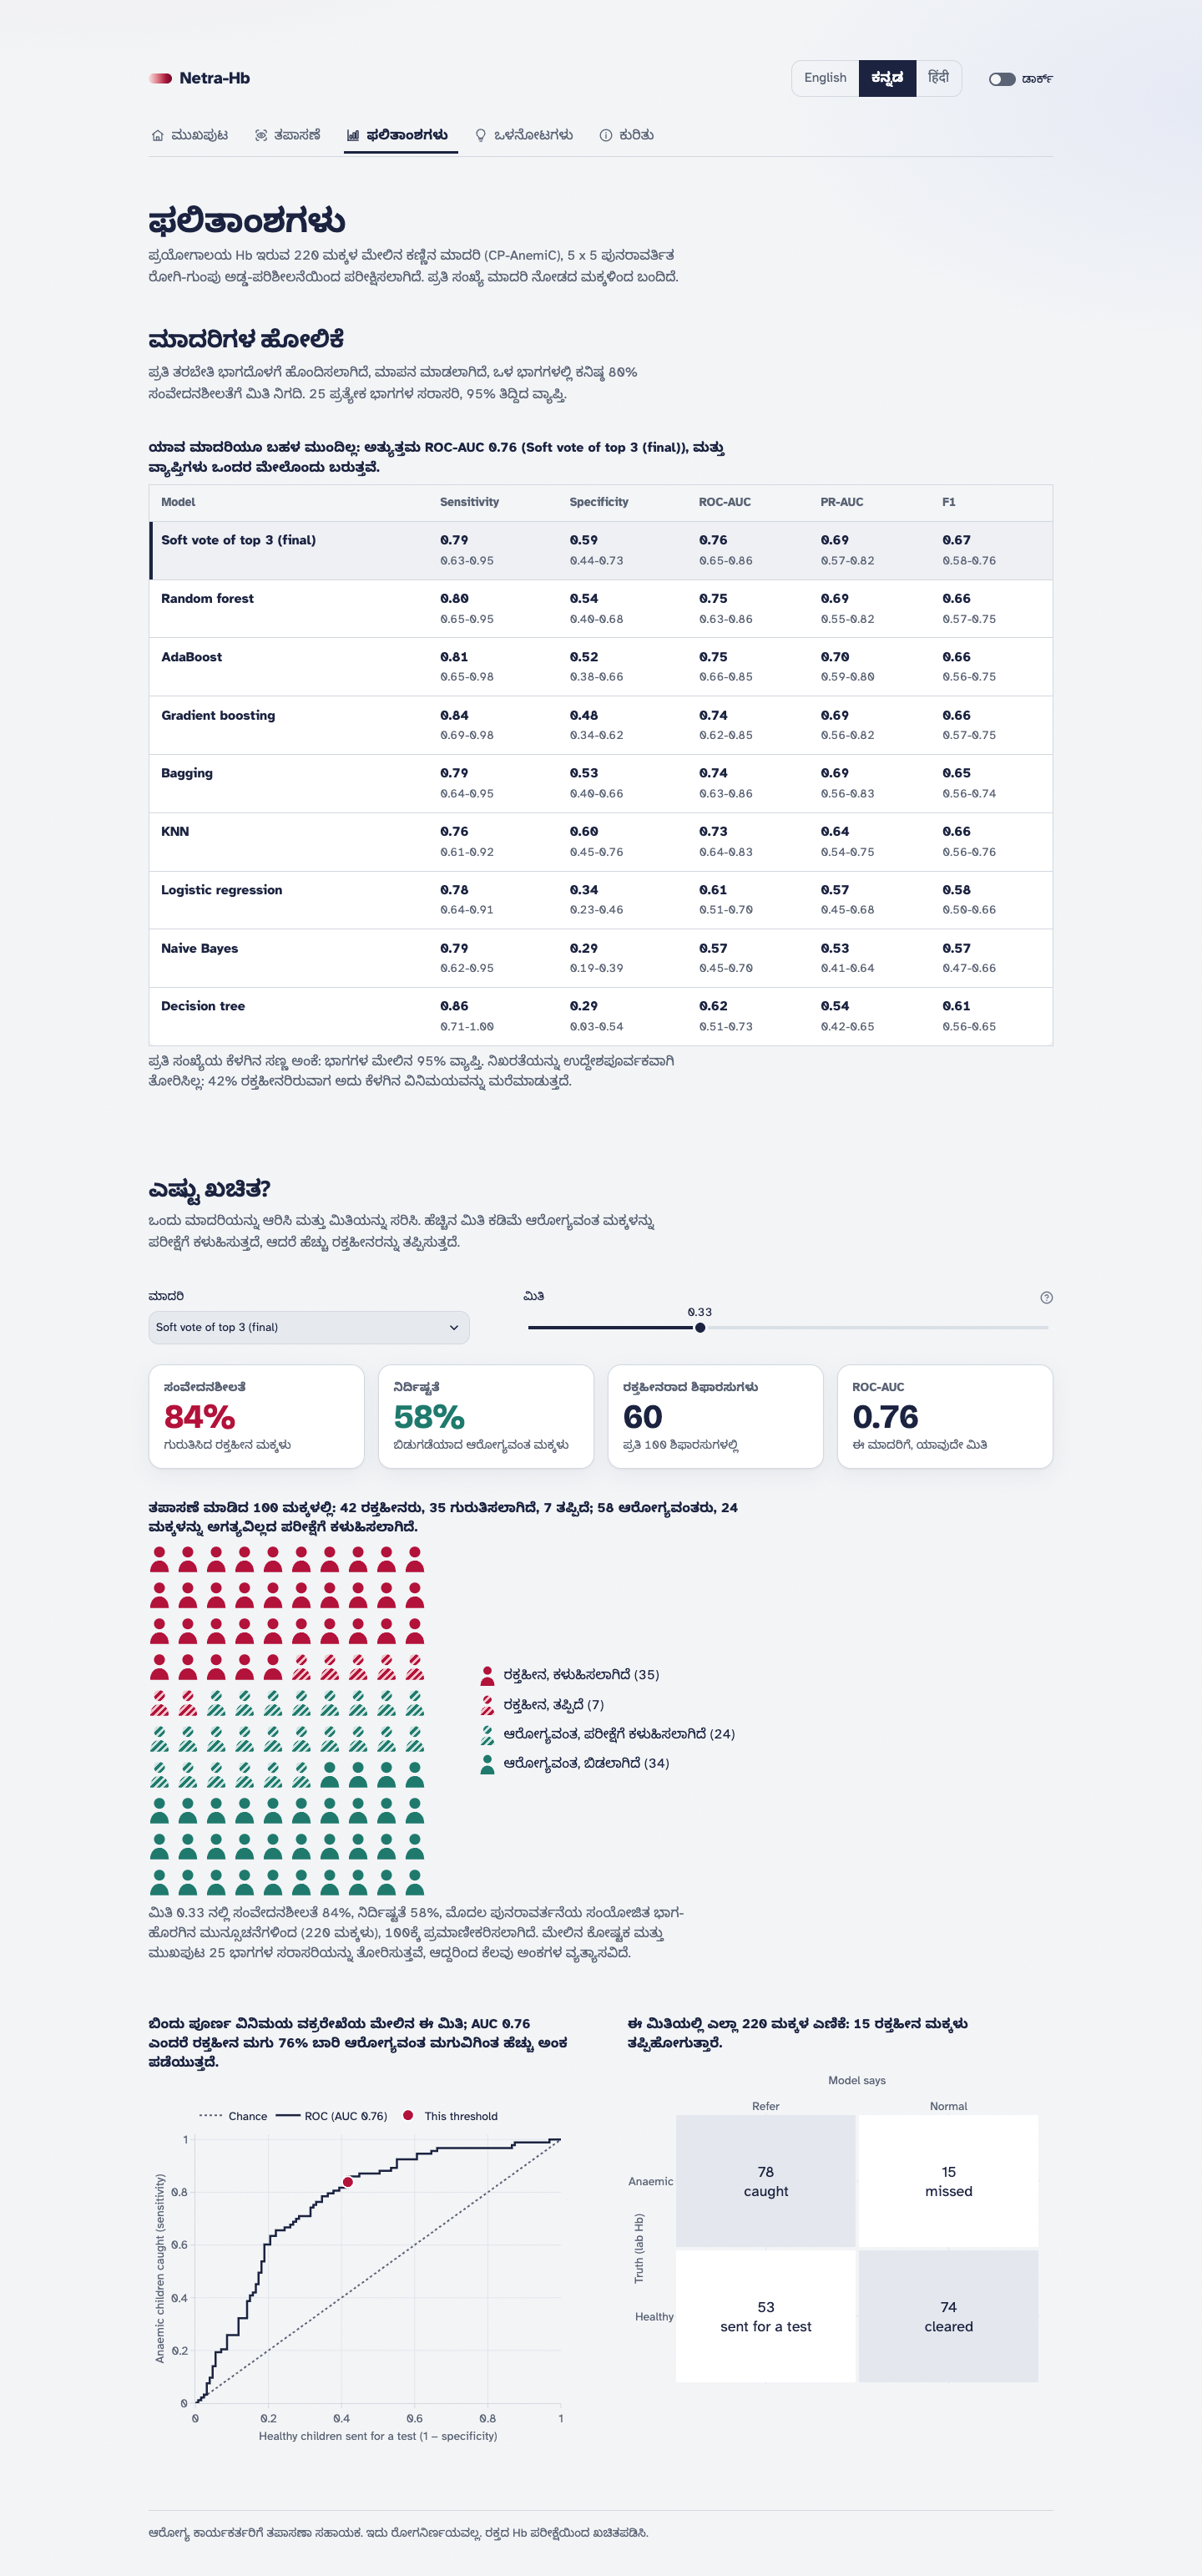 Netra-Hb
English ಕನ್ನಡ हिंदी
ಡಾರ್ಕ್
ಮುಖಪುಟ ತಪಾಸಣೆ ಫಲಿತಾಂಶಗಳು ಒಳನೋಟಗಳು ಕುರಿತು
ಫಲಿತಾಂಶಗಳು
ಪ್ರಯೋಗಾಲಯ Hb ಇರುವ 220 ಮಕ್ಕಳ ಮೇಲಿನ ಕಣ್ಣಿನ ಮಾದರಿ (CP-AnemiC), 5 x 5 ಪುನರಾವರ್ತಿತ
ರೋಗಿ-ಗುಂಪು ಅಡ್ಡ-ಪರಿಶೀಲನೆಯಿಂದ ಪರೀಕ್ಷಿಸಲಾಗಿದೆ. ಪ್ರತಿ ಸಂಖ್ಯೆ ಮಾದರಿ ನೋಡದ ಮಕ್ಕಳಿಂದ ಬಂದಿದೆ.
ಮಾದರಿಗಳ ಹೋಲಿಕೆ
ಪ್ರತಿ ತರಬೇತಿ ಭಾಗದೊಳಗೆ ಹೊಂದಿಸಲಾಗಿದೆ, ಮಾಪನ ಮಾಡಲಾಗಿದೆ, ಒಳ ಭಾಗಗಳಲ್ಲಿ ಕನಿಷ್ಠ 80%
ಸಂವೇದನಶೀಲತೆಗೆ ಮಿತಿ ನಿಗದಿ. 25 ಪ್ರತ್ಯೇಕ ಭಾಗಗಳ ಸರಾಸರಿ, 95% ತಿದ್ದಿದ ವ್ಯಾಪ್ತಿ.
ಯಾವ ಮಾದರಿಯೂ ಬಹಳ ಮುಂದಿಲ್ಲ: ಅತ್ಯುತ್ತಮ ROC-AUC 0.76 (Soft vote of top 3 (final)), ಮತ್ತು
ವ್ಯಾಪ್ತಿಗಳು ಒಂದರ ಮೇಲೊಂದು ಬರುತ್ತವೆ.
Model Sensitivity Specificity ROC-AUC PR-AUC F1
Soft vote of top 3 (final) 0.79 0.59 0.76 0.69 0.67
0.63-0.95 0.44-0.73 0.65-0.86 0.57-0.82 0.58-0.76
Random forest 0.80 0.54 0.75 0.69 0.66
0.65-0.95 0.40-0.68 0.63-0.86 0.55-0.82 0.57-0.75
AdaBoost 0.81 0.52 0.75 0.70 0.66
0.65-0.98 0.38-0.66 0.66-0.85 0.59-0.80 0.56-0.75
Gradient boosting 0.84 0.48 0.74 0.69 0.66
0.69-0.98 0.34-0.62 0.62-0.85 0.56-0.82 0.57-0.75
Bagging 0.79 0.53 0.74 0.69 0.65
0.64-0.95 0.40-0.66 0.63-0.86 0.56-0.83 0.56-0.74
KNN 0.76 0.60 0.73 0.64 0.66
0.61-0.92 0.45-0.76 0.64-0.83 0.54-0.75 0.56-0.76
Logistic regression 0.78 0.34 0.61 0.57 0.58
0.64-0.91 0.23-0.46 0.51-0.70 0.45-0.68 0.50-0.66
Naive Bayes 0.79 0.29 0.57 0.53 0.57
0.62-0.95 0.19-0.39 0.45-0.70 0.41-0.64 0.47-0.66
Decision tree 0.86 0.29 0.62 0.54 0.61
0.71-1.00 0.03-0.54 0.51-0.73 0.42-0.65 0.56-0.65
ಪ್ರತಿ ಸಂಖ್ಯೆಯ ಕೆಳಗಿನ ಸಣ್ಣ ಅಂಕೆ: ಭಾಗಗಳ ಮೇಲಿನ 95% ವ್ಯಾಪ್ತಿ. ನಿಖರತೆಯನ್ನು ಉದ್ದೇಶಪೂರ್ವಕವಾಗಿ
ತೋರಿಸಿಲ್ಲ: 42% ರಕ್ತಹೀನರಿರುವಾಗ ಅದು ಕೆಳಗಿನ ವಿನಿಮಯವನ್ನು ಮರೆಮಾಡುತ್ತದೆ.
ಎಷ್ಟು ಖಚಿತ?
ಒಂದು ಮಾದರಿಯನ್ನು ಆರಿಸಿ ಮತ್ತು ಮಿತಿಯನ್ನು ಸರಿಸಿ. ಹೆಚ್ಚಿನ ಮಿತಿ ಕಡಿಮೆ ಆರೋಗ್ಯವಂತ ಮಕ್ಕಳನ್ನು
ಪರೀಕ್ಷೆಗೆ ಕಳುಹಿಸುತ್ತದೆ, ಆದರೆ ಹೆಚ್ಚು ರಕ್ತಹೀನರನ್ನು ತಪ್ಪಿಸುತ್ತದೆ.
ಮಾದರಿ ಮಿತಿ
0.33
Soft vote of top 3 (final)
ಸಂವೇದನಶೀಲತೆ ನಿರ್ದಿಷ್ಟತೆ ರಕ್ತಹೀನರಾದ ಶಿಫಾರಸುಗಳು ROC-AUC
84% 58% 60 0.76
ಗುರುತಿಸಿದ ರಕ್ತಹೀನ ಮಕ್ಕಳು ಬಿಡುಗಡೆಯಾದ ಆರೋಗ್ಯವಂತ ಮಕ್ಕಳು ಪ್ರತಿ 100 ಶಿಫಾರಸುಗಳಲ್ಲಿ ಈ ಮಾದರಿಗೆ, ಯಾವುದೇ ಮಿತಿ
ತಪಾಸಣೆ ಮಾಡಿದ 100 ಮಕ್ಕಳಲ್ಲಿ: 42 ರಕ್ತಹೀನರು, 35 ಗುರುತಿಸಲಾಗಿದೆ, 7 ತಪ್ಪಿದೆ; 58 ಆರೋಗ್ಯವಂತರು, 24
ಮಕ್ಕಳನ್ನು ಅಗತ್ಯವಿಲ್ಲದ ಪರೀಕ್ಷೆಗೆ ಕಳುಹಿಸಲಾಗಿದೆ.
ರಕ್ತಹೀನ, ಕಳುಹಿಸಲಾಗಿದೆ (35)
ರಕ್ತಹೀನ, ತಪ್ಪಿದೆ (7)
ಆರೋಗ್ಯವಂತ, ಪರೀಕ್ಷೆಗೆ ಕಳುಹಿಸಲಾಗಿದೆ (24)
ಆರೋಗ್ಯವಂತ, ಬಿಡಲಾಗಿದೆ (34)
ಮಿತಿ 0.33 ನಲ್ಲಿ ಸಂವೇದನಶೀಲತೆ 84%, ನಿರ್ದಿಷ್ಟತೆ 58%, ಮೊದಲ ಪುನರಾವರ್ತನೆಯ ಸಂಯೋಜಿತ ಭಾಗ-
ಹೊರಗಿನ ಮುನ್ಸೂಚನೆಗಳಿಂದ (220 ಮಕ್ಕಳು), 100ಕ್ಕೆ ಪ್ರಮಾಣೀಕರಿಸಲಾಗಿದೆ. ಮೇಲಿನ ಕೋಷ್ಟಕ ಮತ್ತು
ಮುಖಪುಟ 25 ಭಾಗಗಳ ಸರಾಸರಿಯನ್ನು ತೋರಿಸುತ್ತವೆ, ಆದ್ದರಿಂದ ಕೆಲವು ಅಂಕಗಳ ವ್ಯತ್ಯಾಸವಿದೆ.
ಬಿಂದು ಪೂರ್ಣ ವಿನಿಮಯ ವಕ್ರರೇಖೆಯ ಮೇಲಿನ ಈ ಮಿತಿ; AUC 0.76
ಎಂದರೆ ರಕ್ತಹೀನ ಮಗು 76% ಬಾರಿ ಆರೋಗ್ಯವಂತ ಮಗುವಿಗಿಂತ ಹೆಚ್ಚು ಅಂಕ
ಪಡೆಯುತ್ತದೆ.
Chance ROC (AUC 0.76) This threshold
Anaemic children caught (sensitivity)
1
0.8
0.6
0.4
0.2
0
0 0.2 0.4 0.6 0.8 1
Healthy children sent for a test (1 – specificity)
ಈ ಮಿತಿಯಲ್ಲಿ ಎಲ್ಲಾ 220 ಮಕ್ಕಳ ಎಣಿಕೆ: 15 ರಕ್ತಹೀನ ಮಕ್ಕಳು
ತಪ್ಪಿಹೋಗುತ್ತಾರೆ.
Model says
Refer Normal
Truth (lab Hb)
Anaemic
78 15
caught missed
Healthy
53 74
sent for a test cleared
ಆರೋಗ್ಯ ಕಾರ್ಯಕರ್ತರಿಗೆ ತಪಾಸಣಾ ಸಹಾಯಕ. ಇದು ರೋಗನಿರ್ಣಯವಲ್ಲ. ರಕ್ತದ Hb ಪರೀಕ್ಷೆಯಿಂದ ಖಚಿತಪಡಿಸಿ.